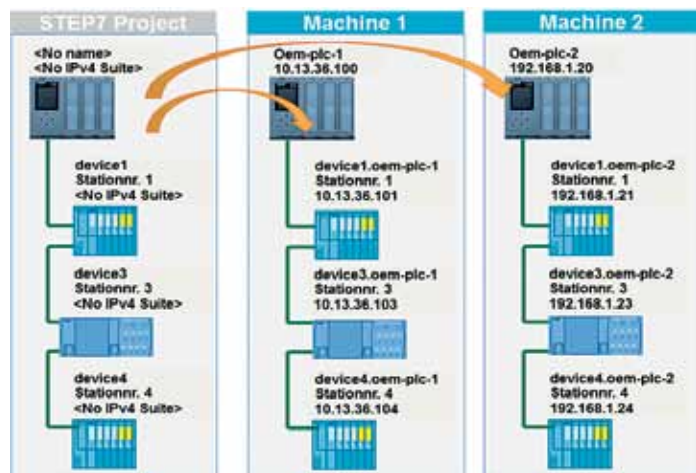 STEP7 Project
<No name>
<No IPv4 Suite>
device1
Stationnr. 1
<No IPv4 Suite>
device3
Stationnr. 3
<No IPv4 Suite>
device4
Stationnr. 4
<No IPv4 Suite>
Machine 1
Oem-plc-1
10.13.36.100
device1.oem-plc-1
Stationnr. 1
10.13.36.101
device3.oem-plc-1
Stationnr. 3
10.13.36.103
device4.oem-plc-1
Stationnr. 4
10.13.36.104
Machine 2
Oem-plc-2
192.168.1.20
device1.oem-plc-2
Stationnr. 1
192.168.1.21
device3.oem-plc-2
Stationnr. 3
192.168.1.23
device4.oem-plc-2
Stationnr. 4
192.168.1.24